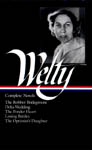 Welty
Complete Novels
The Robber Bridegroom
Delta Wedding
The Ponder Heart
Losing Battles
The Optimist's Daughter